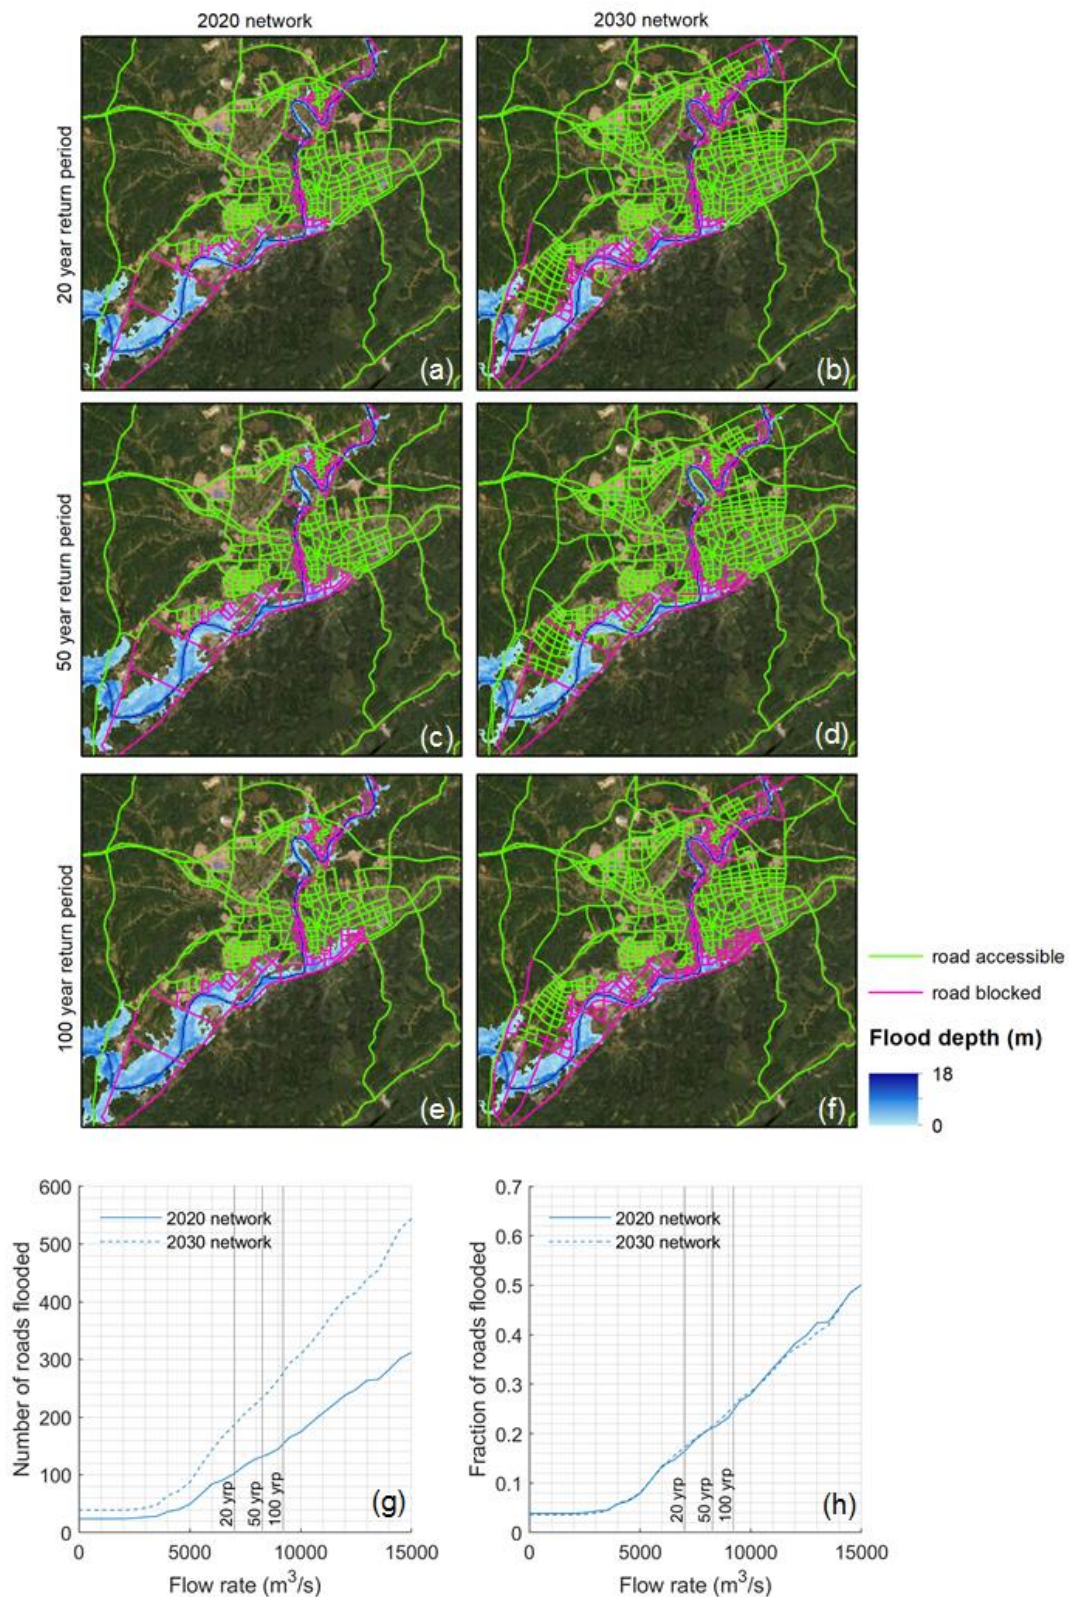 2020 network
2030 network
20 year return period
(a)
(b)
50 year return period
(c)
(d)
100 year return period
(e)
(f)
road accessible
road blocked
Flood depth (m)
18
0
600
500
400
300
200
100
0
Number of roads flooded
2020 network
2030 network
20 yrp
50 yrp
100 yrp
(g)
0
5000
10000
15000
Flow rate (m³/s)
0.7
0.6
0.5
0.4
0.3
0.2
0.1
0
Fraction of roads flooded
2020 network
2030 network
20 yrp
50 yrp
100 yrp
(h)
0
5000
10000
15000
Flow rate (m³/s)